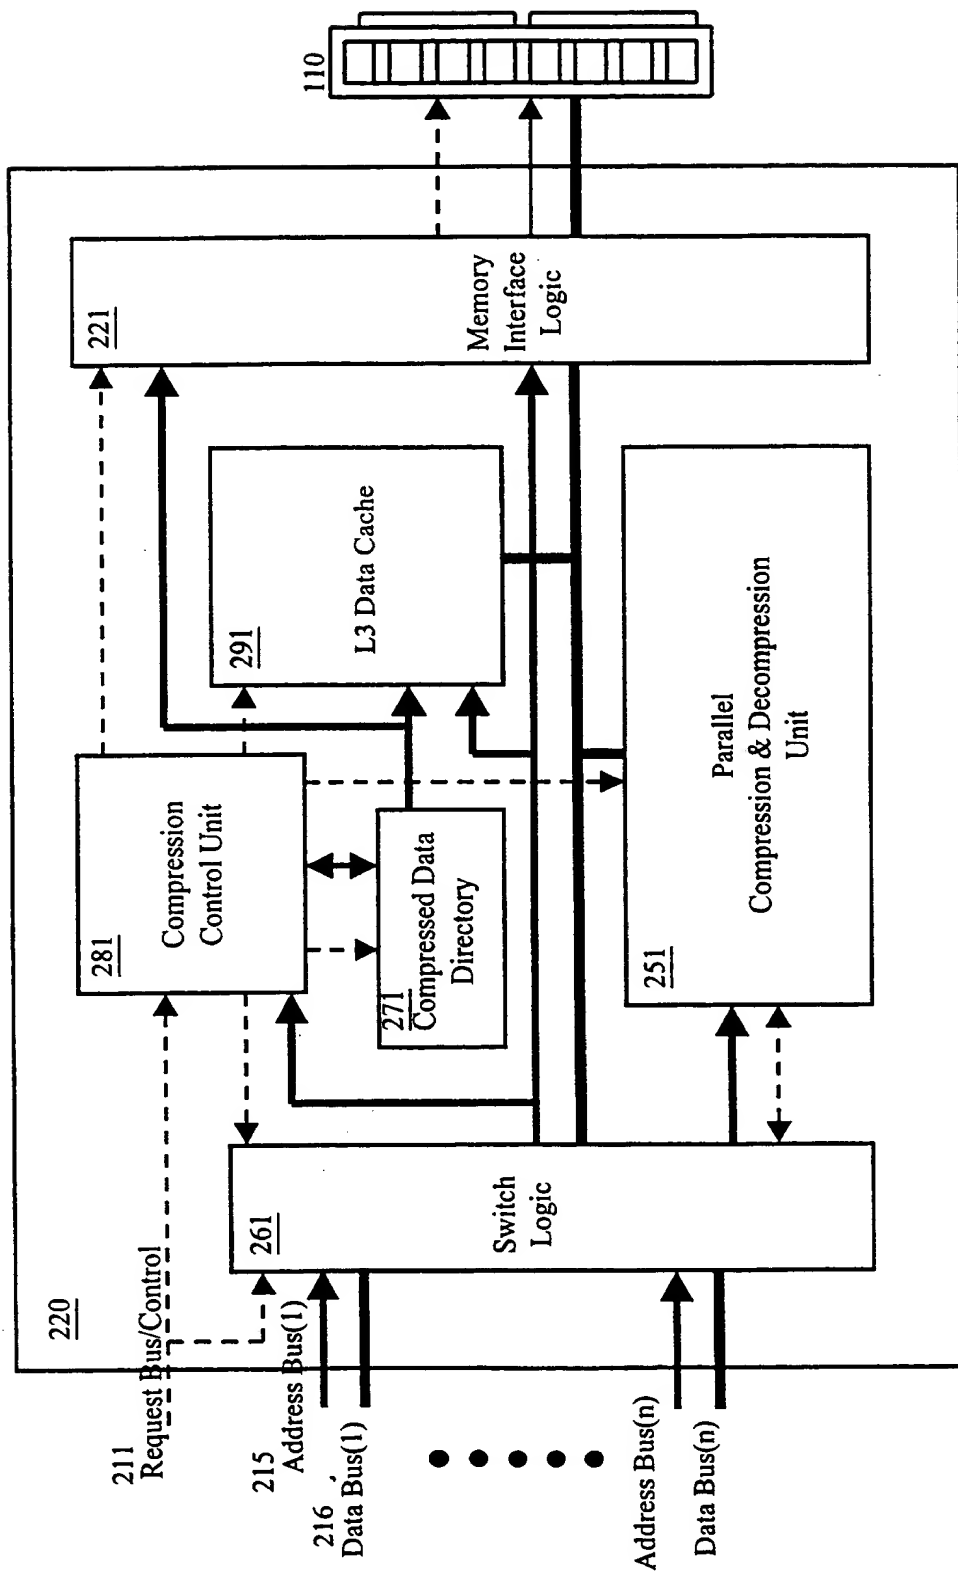 110
220
221
Memory
Interface
Logic
281
Compression
Control Unit
291
L3 Data Cache
271
Compressed Data
Directory
251
Parallel
Compression & Decompression
Unit
261
Switch
Logic
211
Request Bus/Control
215
Address Bus(1)
216
Data Bus(1)
Address Bus(n)
Data Bus(n)